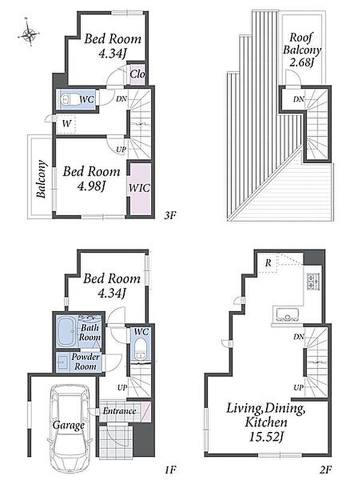 Bed Room
4.34J
Clo
WC
DN
W
UP
Bed Room
4.98J
WIC
Balcony
3F
Roof
Balcony
2.68J
DN
Bed Room
4.34J
Bath
Room
WC
Powder
Room
UP
Garage
Entrance
1F
R
DN
UP
Living,Dining,
Kitchen
15.52J
2F